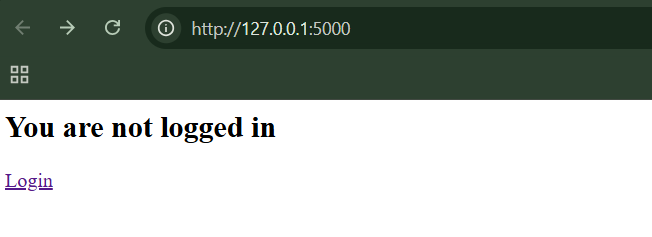 http://127.0.0.1:5000
You are not logged in
Login